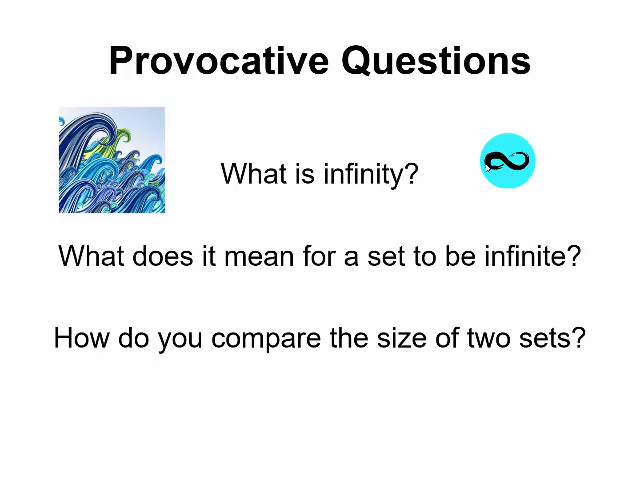 Provocative Questions
What is infinity?
What does it mean for a set to be infinite?
How do you compare the size of two sets?